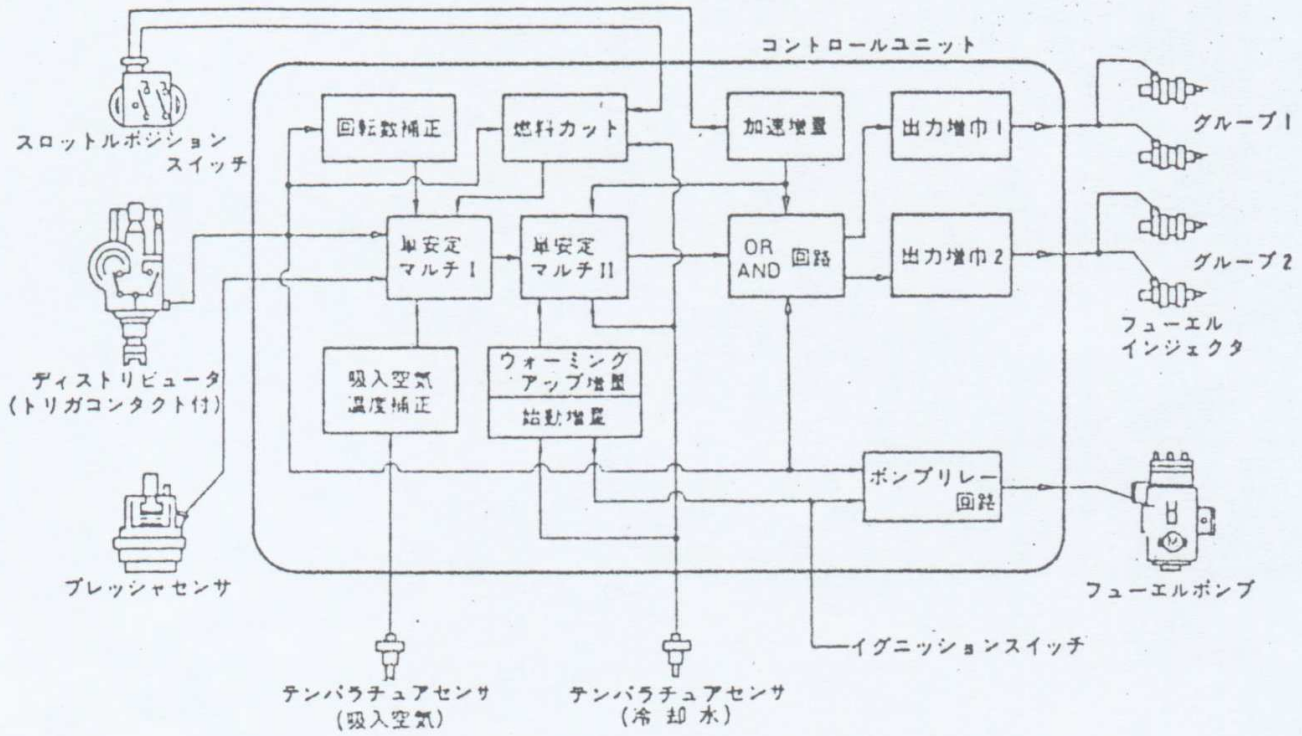 コントロールユニット
スロットルポジション
スイッチ
回転数補正
燃料カット
加速増量
出力増巾1
グループ1
単安定
マルチI
単安定
マルチII
OR
AND 回路
出力増巾2
グループ2
フューエル
インジェクタ
ディストリビュータ
(トリガコンタクト付)
吸入空気
温度補正
ウォーミング
アップ増量
始動増量
ポンプリレー
回路
プレッシャセンサ
フューエルポンプ
イグニッションスイッチ
テンパラチュアセンサ
(吸入空気)
テンパラチュアセンサ
(冷却水)